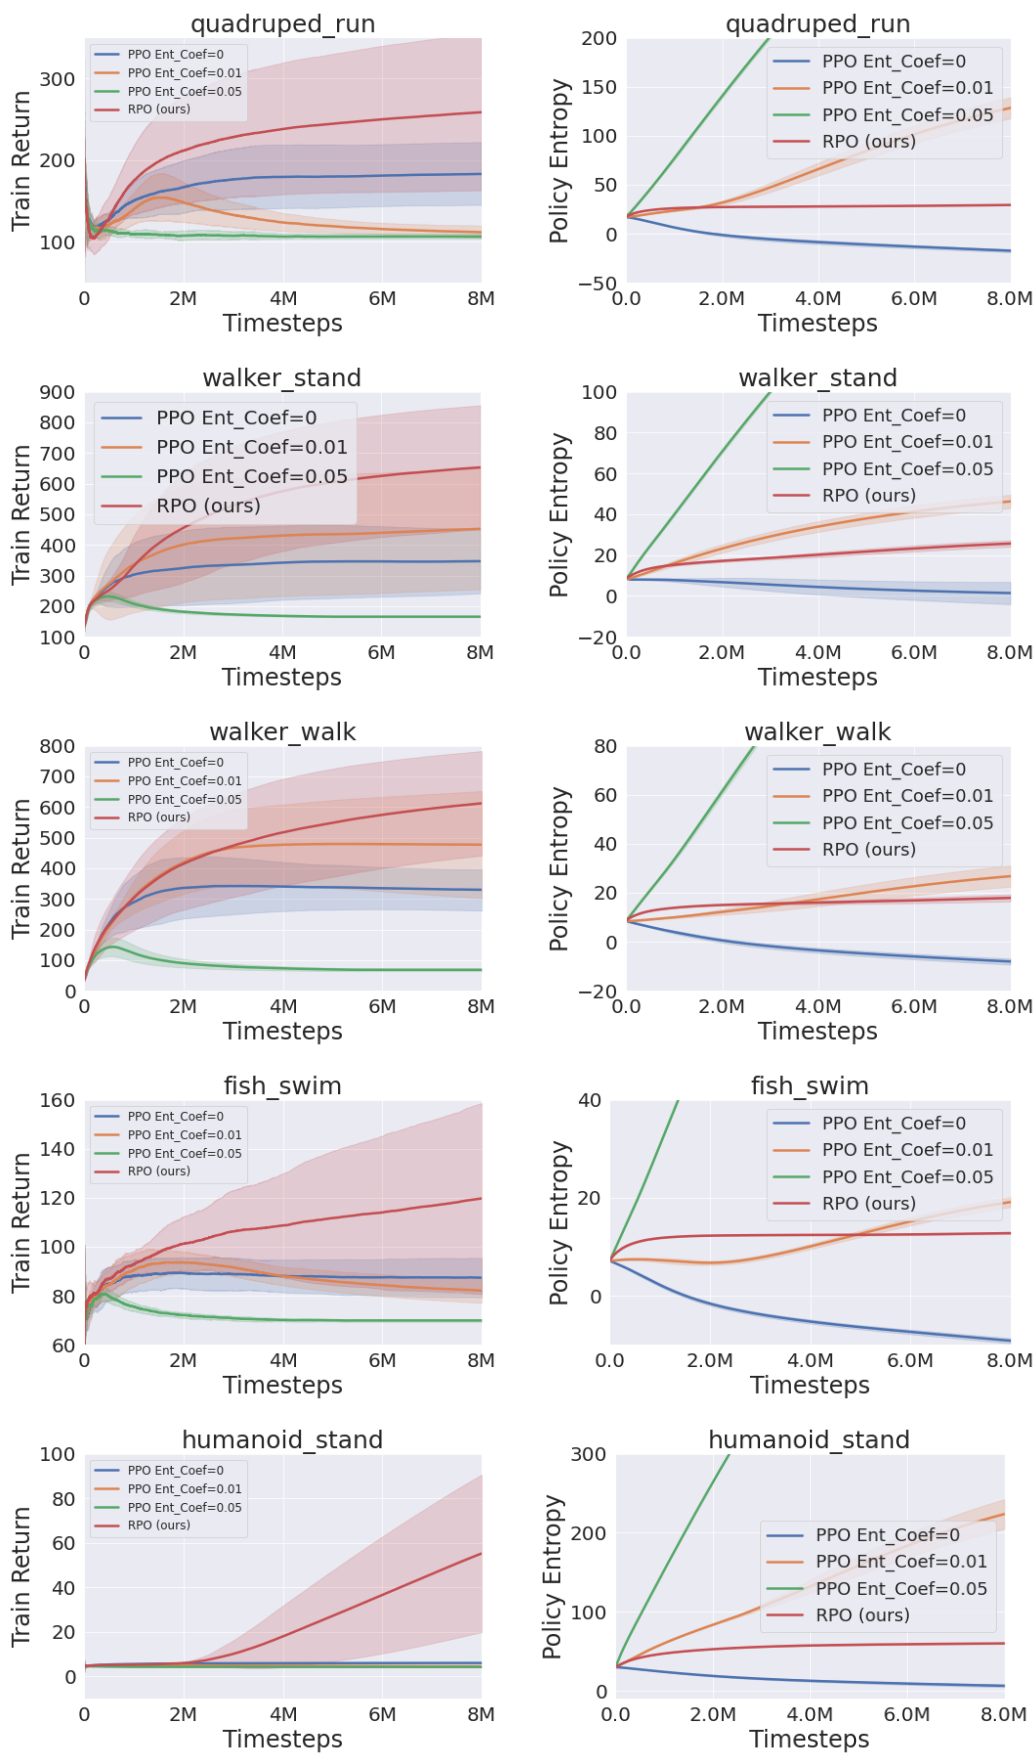 quadruped_run
Train Return
300
200
100
PPO Ent_Coef=0
PPO Ent_Coef=0.01
PPO Ent_Coef=0.05
RPO (ours)
0 2M 4M 6M 8M
Timesteps
quadruped_run
Policy Entropy
200
150
100
50
0
−50
PPO Ent_Coef=0
PPO Ent_Coef=0.01
PPO Ent_Coef=0.05
RPO (ours)
0.0 2.0M 4.0M 6.0M 8.0M
Timesteps
walker_stand
Train Return
900
800
700
600
500
400
300
200
100
PPO Ent_Coef=0
PPO Ent_Coef=0.01
PPO Ent_Coef=0.05
RPO (ours)
0 2M 4M 6M 8M
Timesteps
walker_stand
Policy Entropy
100
80
60
40
20
0
−20
PPO Ent_Coef=0
PPO Ent_Coef=0.01
PPO Ent_Coef=0.05
RPO (ours)
0.0 2.0M 4.0M 6.0M 8.0M
Timesteps
walker_walk
Train Return
800
700
600
500
400
300
200
100
0
PPO Ent_Coef=0
PPO Ent_Coef=0.01
PPO Ent_Coef=0.05
RPO (ours)
0 2M 4M 6M 8M
Timesteps
walker_walk
Policy Entropy
80
60
40
20
0
−20
PPO Ent_Coef=0
PPO Ent_Coef=0.01
PPO Ent_Coef=0.05
RPO (ours)
0.0 2.0M 4.0M 6.0M 8.0M
Timesteps
fish_swim
Train Return
160
140
120
100
80
60
PPO Ent_Coef=0
PPO Ent_Coef=0.01
PPO Ent_Coef=0.05
RPO (ours)
0 2M 4M 6M 8M
Timesteps
fish_swim
Policy Entropy
40
20
0
PPO Ent_Coef=0
PPO Ent_Coef=0.01
PPO Ent_Coef=0.05
RPO (ours)
0.0 2.0M 4.0M 6.0M 8.0M
Timesteps
humanoid_stand
Train Return
100
80
60
40
20
0
PPO Ent_Coef=0
PPO Ent_Coef=0.01
PPO Ent_Coef=0.05
RPO (ours)
0 2M 4M 6M 8M
Timesteps
humanoid_stand
Policy Entropy
300
200
100
0
PPO Ent_Coef=0
PPO Ent_Coef=0.01
PPO Ent_Coef=0.05
RPO (ours)
0.0 2.0M 4.0M 6.0M 8.0M
Timesteps